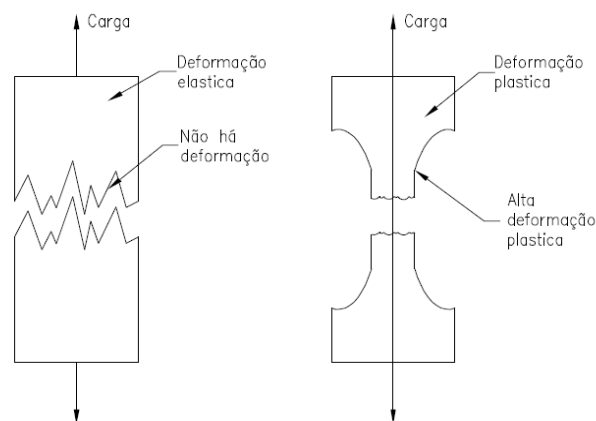 Carga
Deformação
elastica
Não há
deformação
Carga
Deformação
plastica
Alta
deformação
plastica